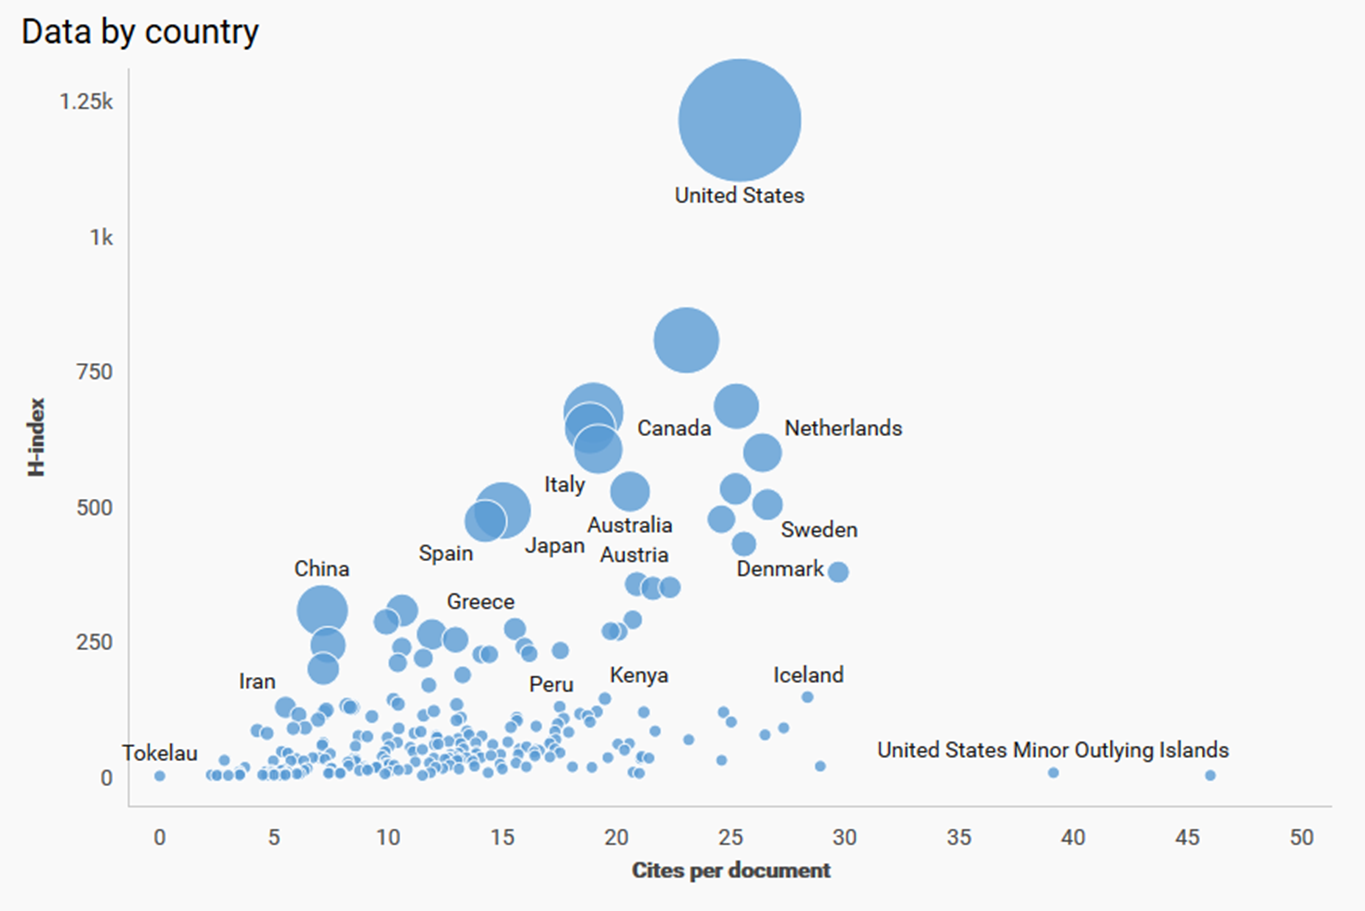 Data by country
1.25k
United States
1k
750
H-index
Canada
Netherlands
Italy
500
Australia
Sweden
Spain
Japan
Austria
China
Denmark
Greece
250
Iran
Peru
Kenya
Iceland
Tokelau
United States Minor Outlying Islands
0
0 5 10 15 20 25 30 35 40 45 50
Cites per document